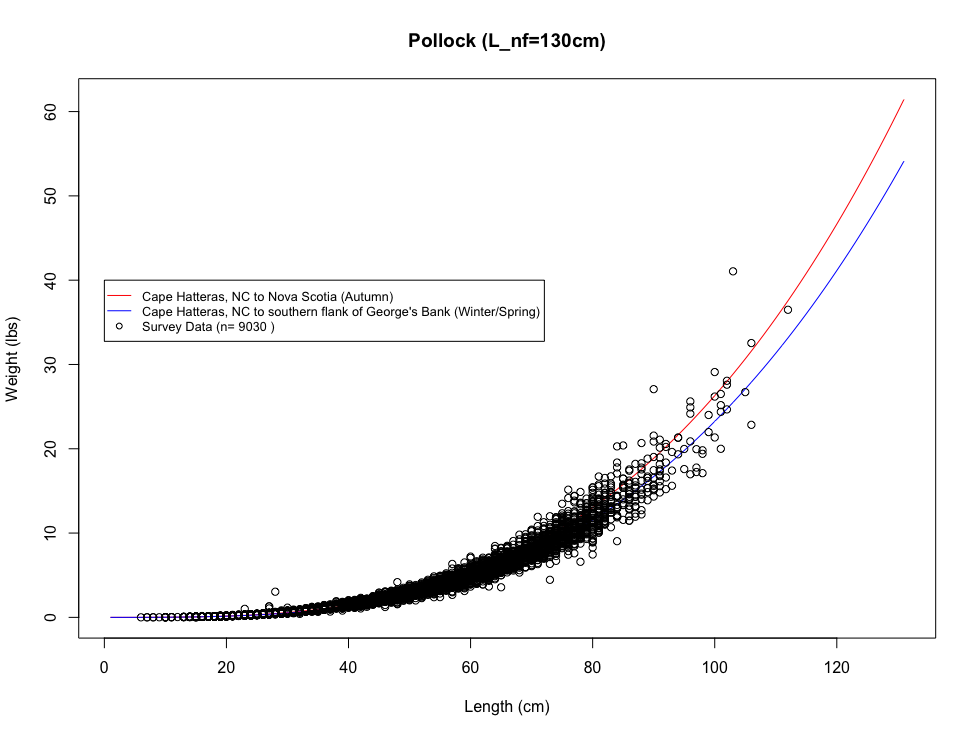 Pollock (L_nf=130cm)
Weight (lbs)
60
50
40
30
20
10
0
Cape Hatteras, NC to Nova Scotia (Autumn)
Cape Hatteras, NC to southern flank of George's Bank (Winter/Spring)
Survey Data (n= 9030 )
0 20 40 60 80 100 120
Length (cm)